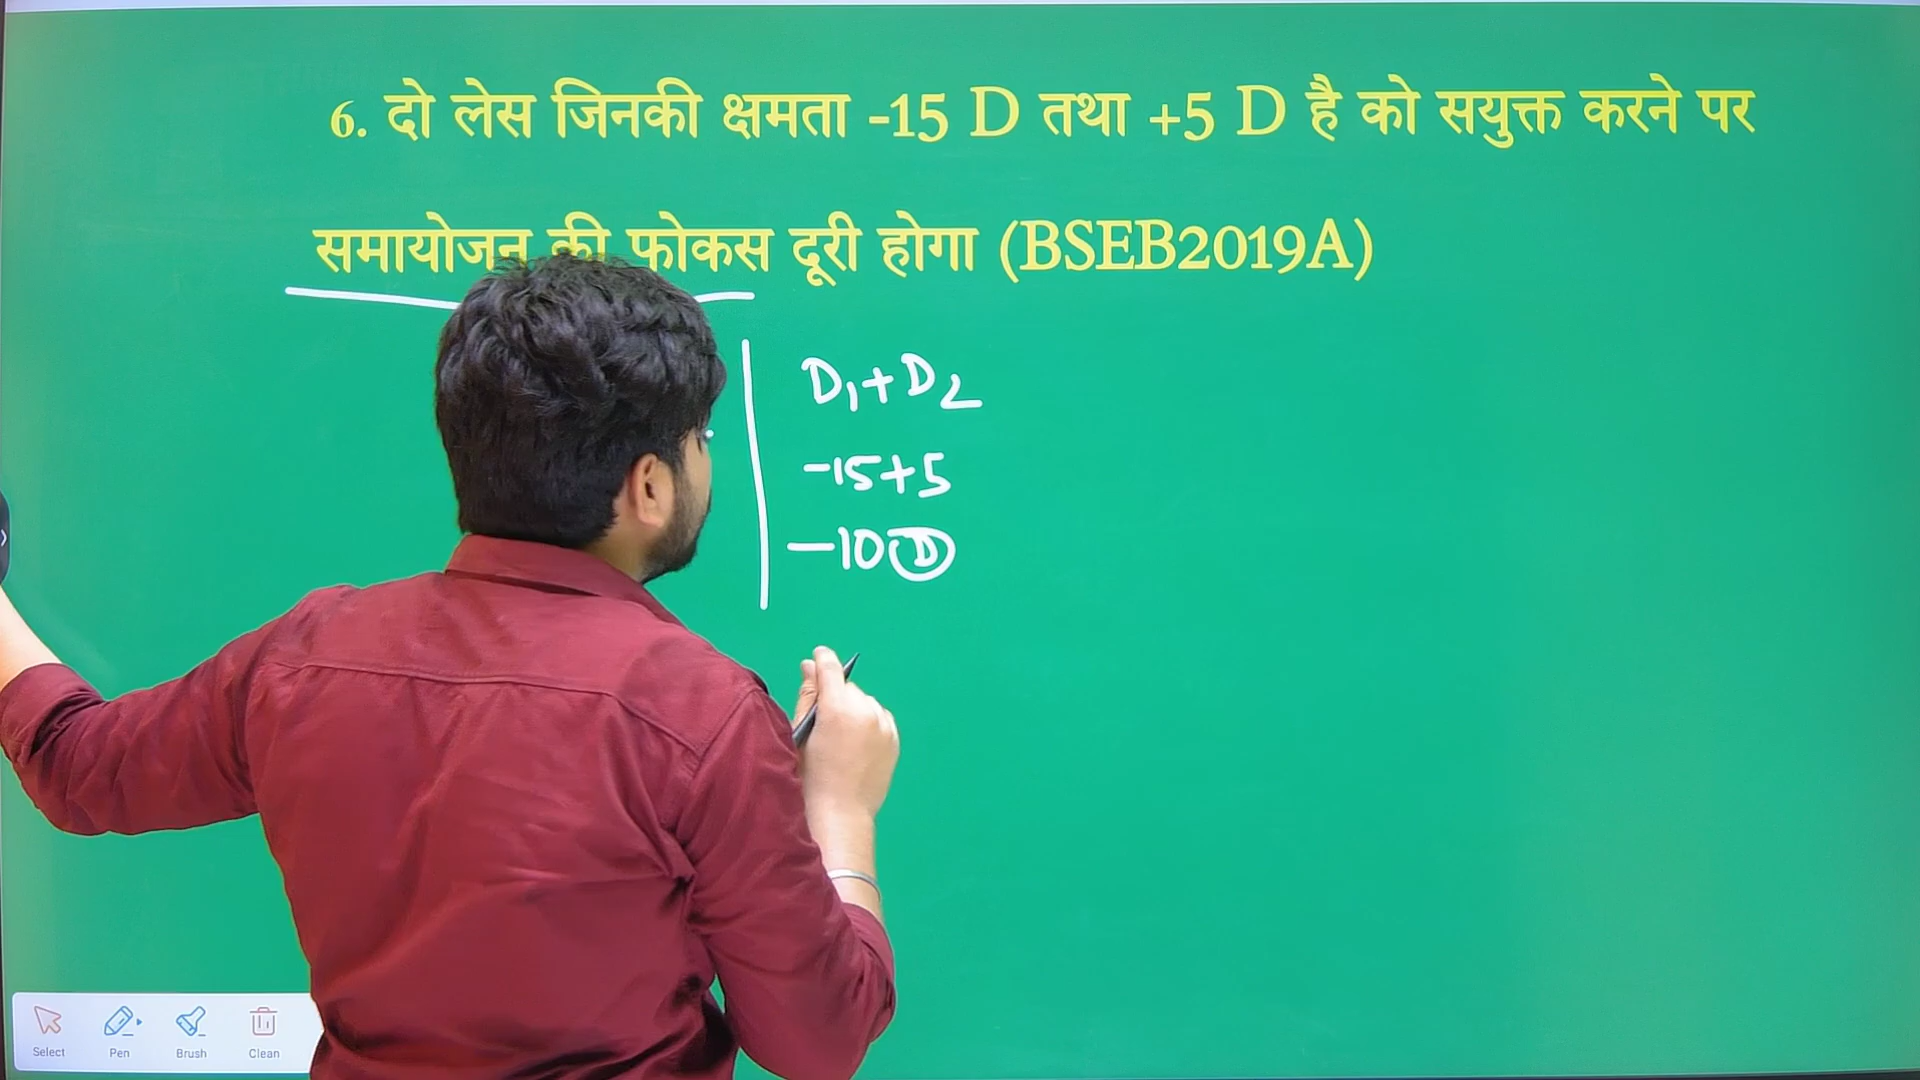 6. दो लेस जिनकी क्षमता -15 D तथा +5 D है को सयुक्त करने पर
समायोजन की फोकस दूरी होगा (BSEB2019A)
D₁+D₂
-15+5
-10D
Select Pen Brush Clean